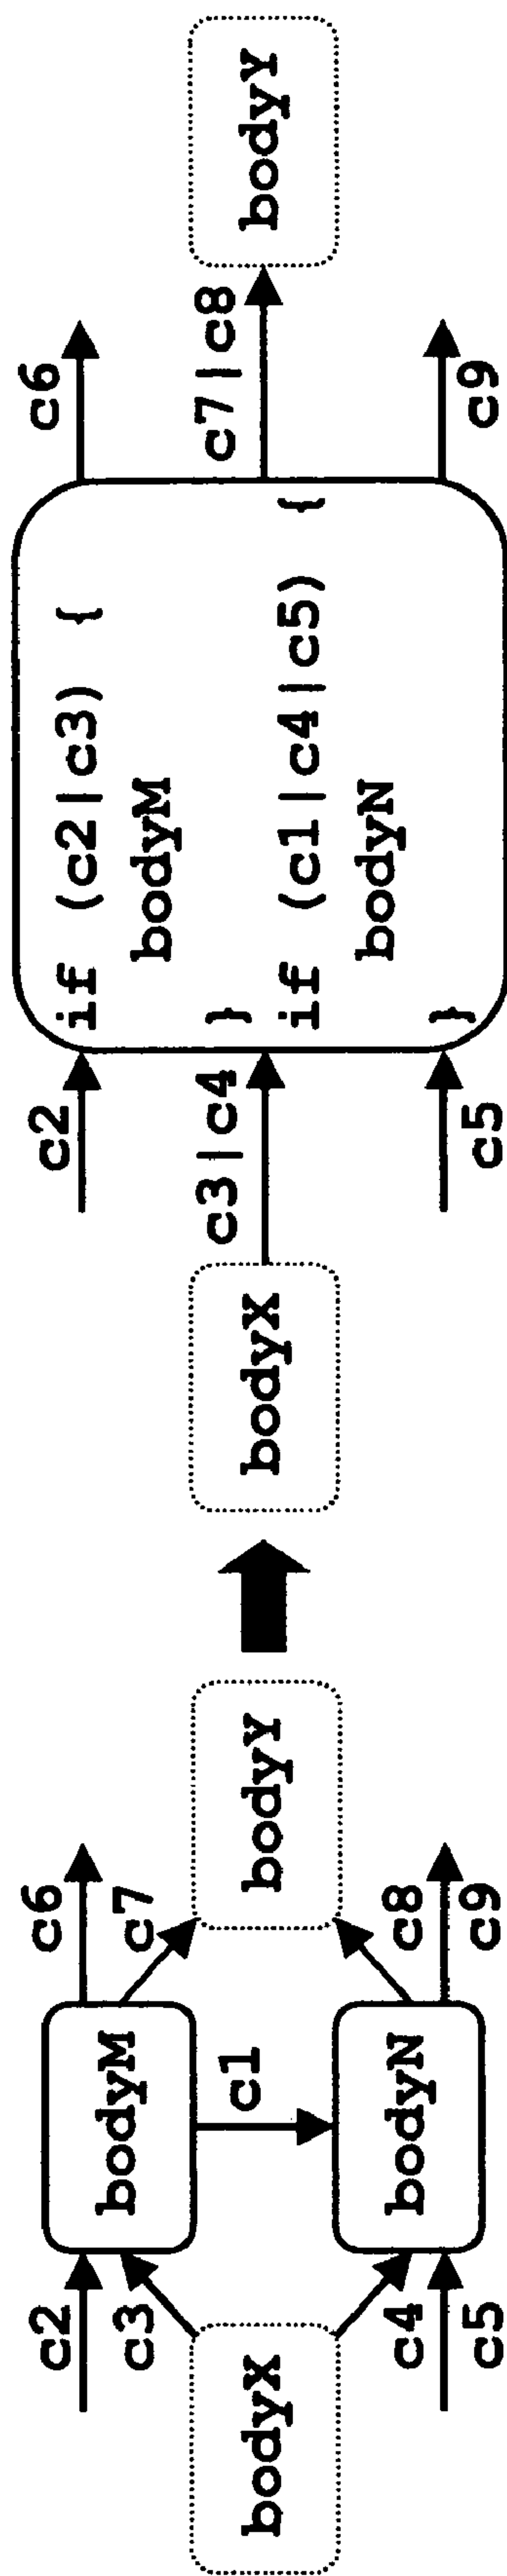 bodyX
c2
c3
c4
c5
bodyM
c1
bodyN
c6
c7
c8
c9
bodyY
bodyX
c2
c3|c4
c5
if (c2|c3) {
bodyM
}
if (c1|c4|c5) {
bodyN
}
c6
c7|c8
c9
bodyY